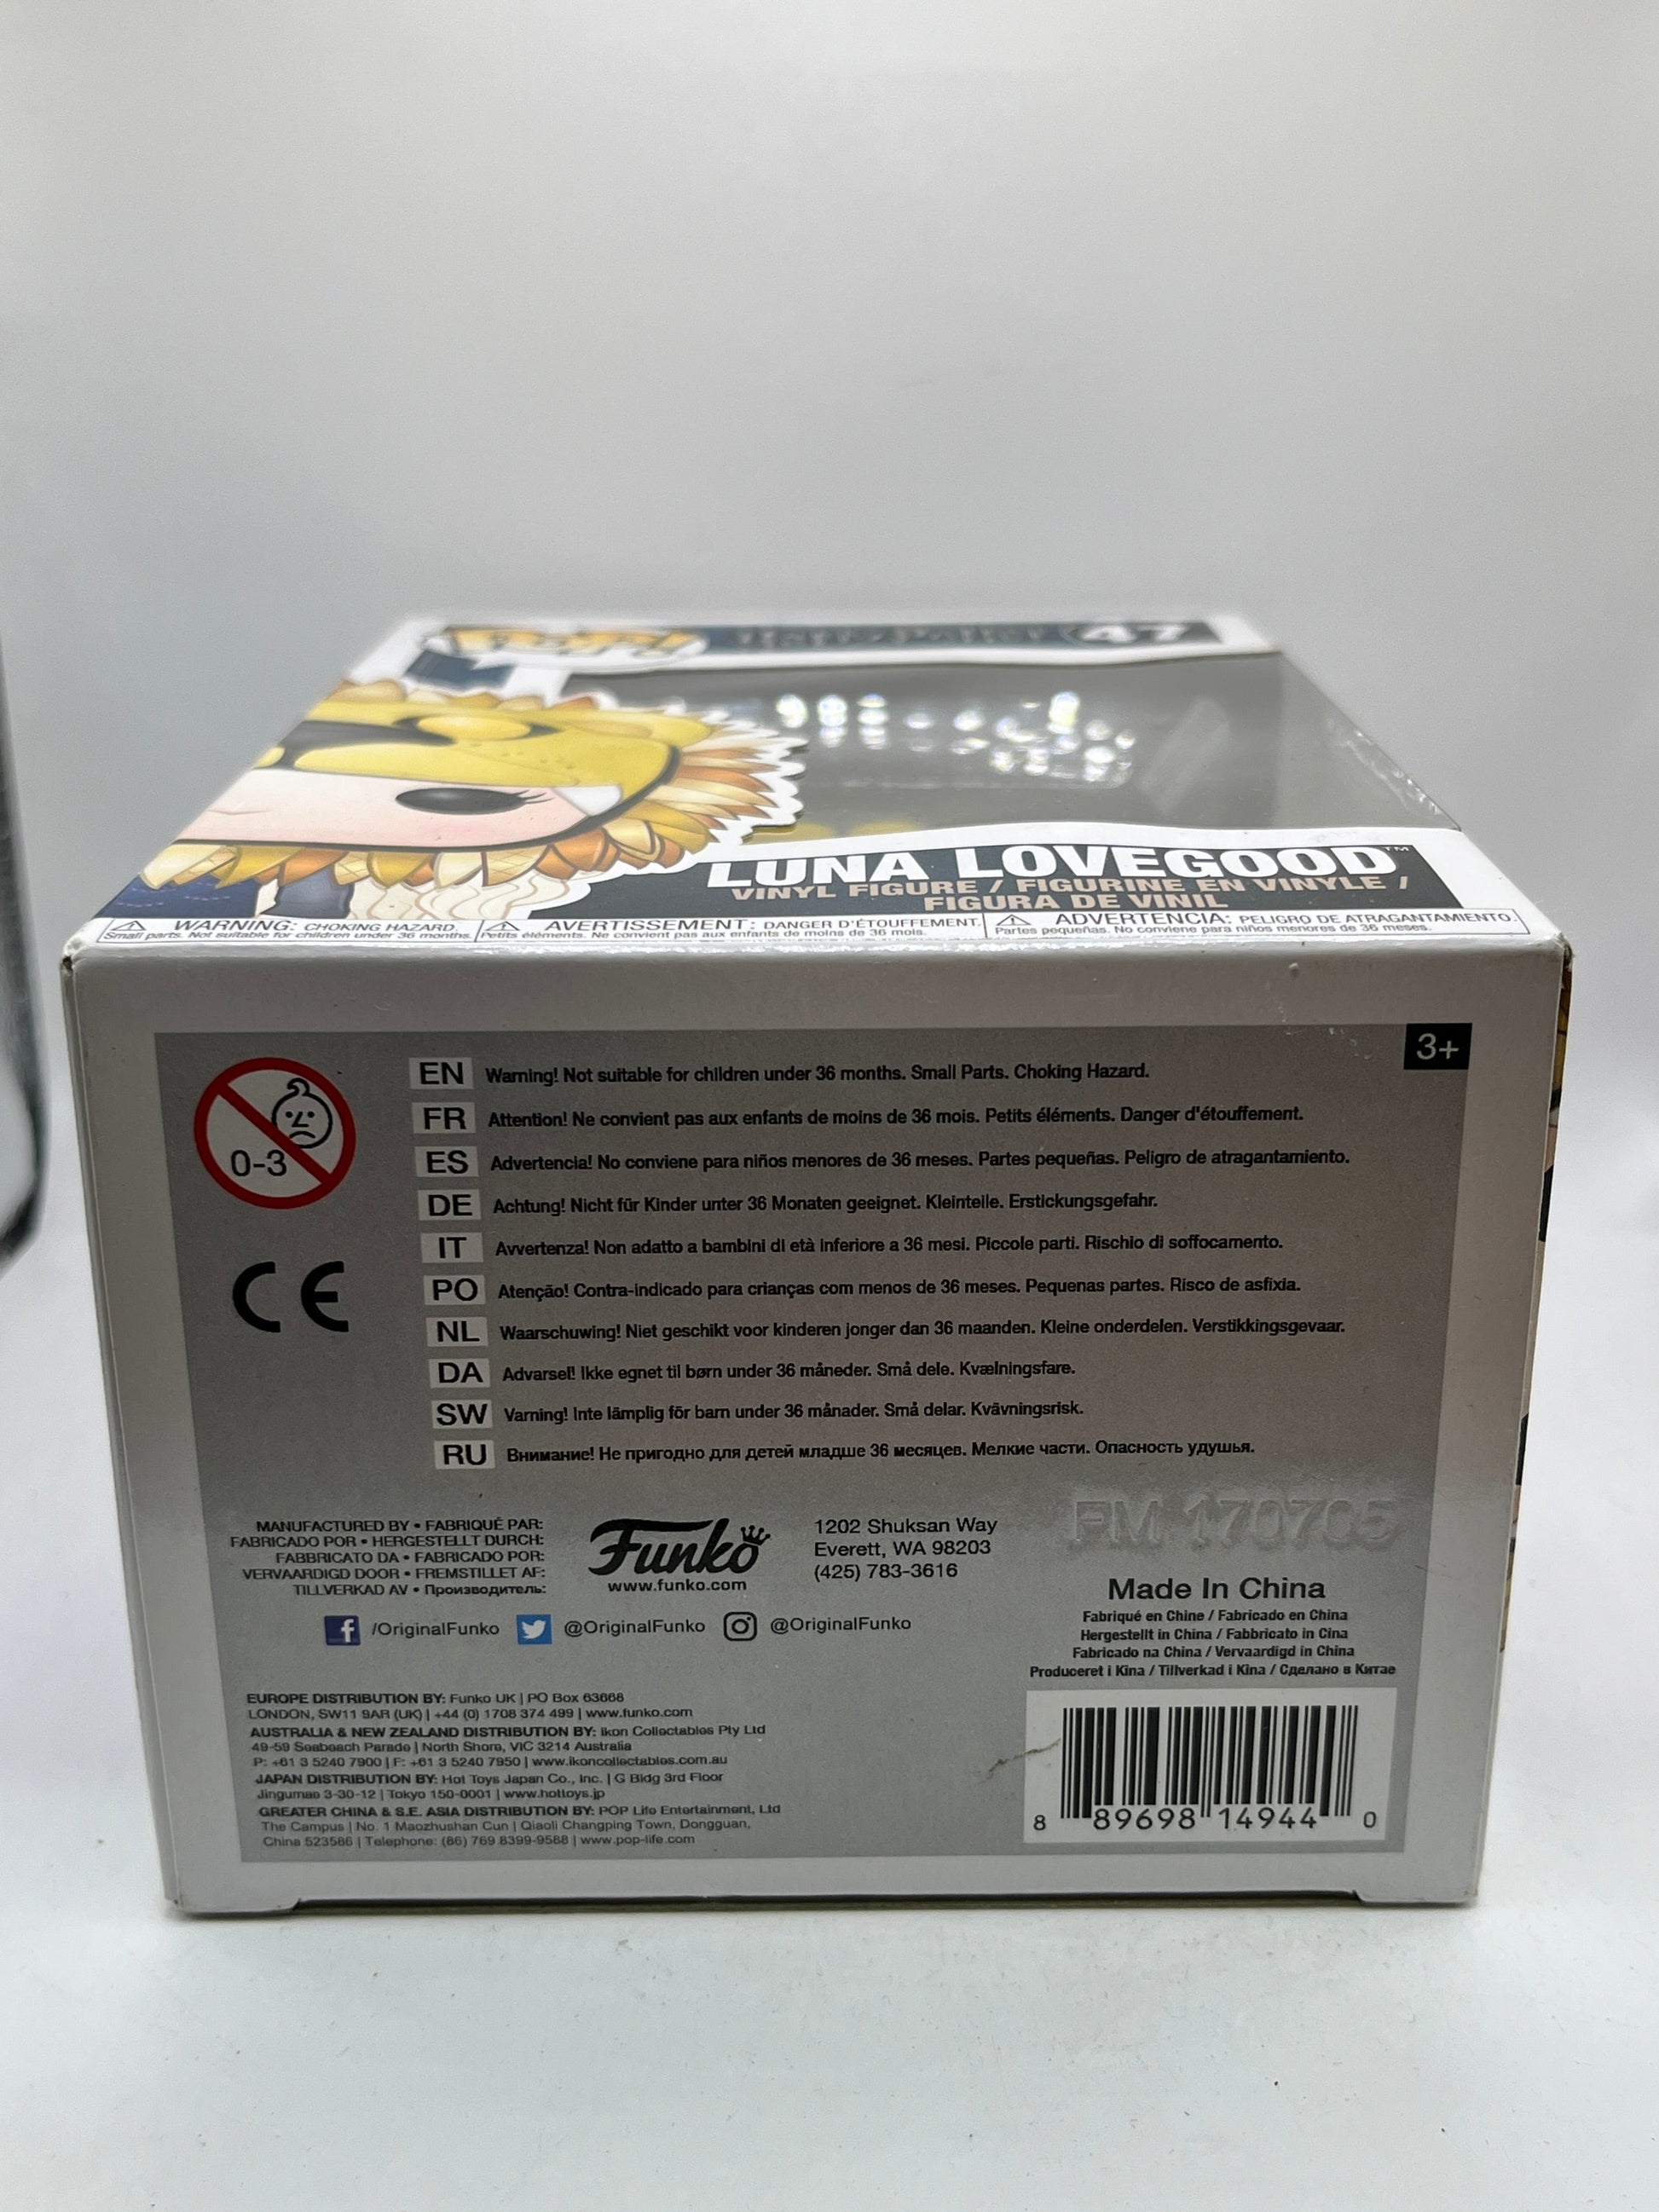 POP! Harry Potter 47
LUNA LOVEGOOD™
VINYL FIGURE / FIGURINE EN VINYLE /
FIGURA DE VINIL
WARNING: CHOKING HAZARD.
Small parts. Not suitable for children under 36 months.
AVERTISSEMENT: DANGER D'ÉTOUFFEMENT.
Petits éléments. Ne convient pas aux enfants de moins de 36 mois.
ADVERTENCIA: PELIGRO DE ATRAGANTAMIENTO.
Partes pequeñas. No conviene para niños menores de 36 meses.
3+
0-3
EN Warning! Not suitable for children under 36 months. Small Parts. Choking Hazard.
FR Attention! Ne convient pas aux enfants de moins de 36 mois. Petits éléments. Danger d'étouffement.
ES Advertencia! No conviene para niños menores de 36 meses. Partes pequeñas. Peligro de atragantamiento.
DE Achtung! Nicht für Kinder unter 36 Monaten geeignet. Kleinteile. Erstickungsgefahr.
IT Avvertenza! Non adatto a bambini di età inferiore a 36 mesi. Piccole parti. Rischio di soffocamento.
CE
PO Atenção! Contra-indicado para crianças com menos de 36 meses. Pequenas partes. Risco de asfixia.
NL Waarschuwing! Niet geschikt voor kinderen jonger dan 36 maanden. Kleine onderdelen. Verstikkingsgevaar.
DA Advarsel! Ikke egnet til børn under 36 måneder. Små dele. Kvælningsfare.
SW Varning! Inte lämplig för barn under 36 månader. Små delar. Kvävningsrisk.
RU Внимание! Не пригодно для детей младше 36 месяцев. Мелкие части. Опасность удушья.
MANUFACTURED BY • FABRIQUÉ PAR:
FABRICADO POR • HERGESTELLT DURCH:
FABBRICATO DA • FABRICADO POR:
VERVAARDIGD DOOR • FREMSTILLET AF:
TILLVERKAD AV • Производитель:
Funko
www.funko.com
1202 Shuksan Way
Everett, WA 98203
(425) 783-3616
FM 170705
Made In China
Fabriqué en Chine / Fabricado en China
Hergestellt in China / Fabbricato in Cina
Fabricado na China / Vervaardigd in China
Produceret i Kina / Tillverkad i Kina / Сделано в Китае
/OriginalFunko @OriginalFunko @OriginalFunko
EUROPE DISTRIBUTION BY: Funko UK | PO Box 63668
LONDON, SW11 9AR (UK) | +44 (0) 1708 374 499 | www.funko.com
AUSTRALIA & NEW ZEALAND DISTRIBUTION BY: Ikon Collectables Pty Ltd
49-59 Seabeach Parade | North Shore, VIC 3214 Australia
P: +61 3 5240 7900 | F: +61 3 5240 7950 | www.ikoncollectables.com.au
JAPAN DISTRIBUTION BY: Hot Toys Japan Co., Inc. | G Bldg 3rd Floor
Jingumae 3-30-12 | Tokyo 150-0001 | www.hottoys.jp
GREATER CHINA & S.E. ASIA DISTRIBUTION BY: POP Life Entertainment, Ltd
The Campus | No. 1 Maozhushan Cun | Qiaoli Changping Town, Dongguan,
China 523586 | Telephone: (86) 769 8399-9588 | www.pop-life.com
8 89698 14944 0